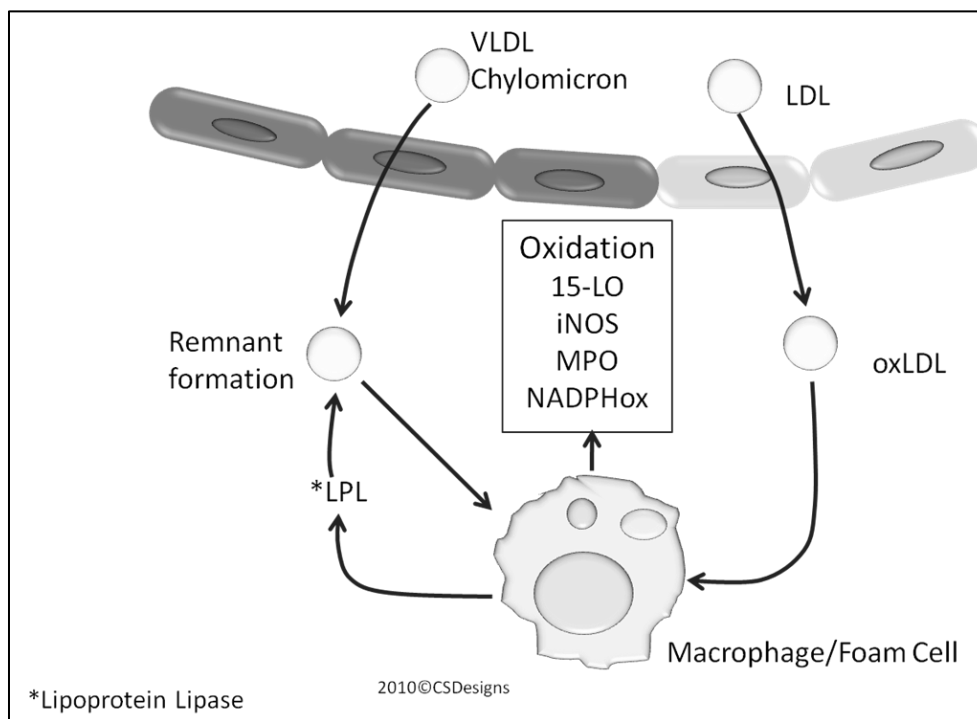 VLDL
Chylomicron
LDL
Oxidation
15-LO
iNOS
MPO
NADPHox
Remnant
formation
oxLDL
*LPL
Macrophage/Foam Cell
2010©CSDesigns
*Lipoprotein Lipase